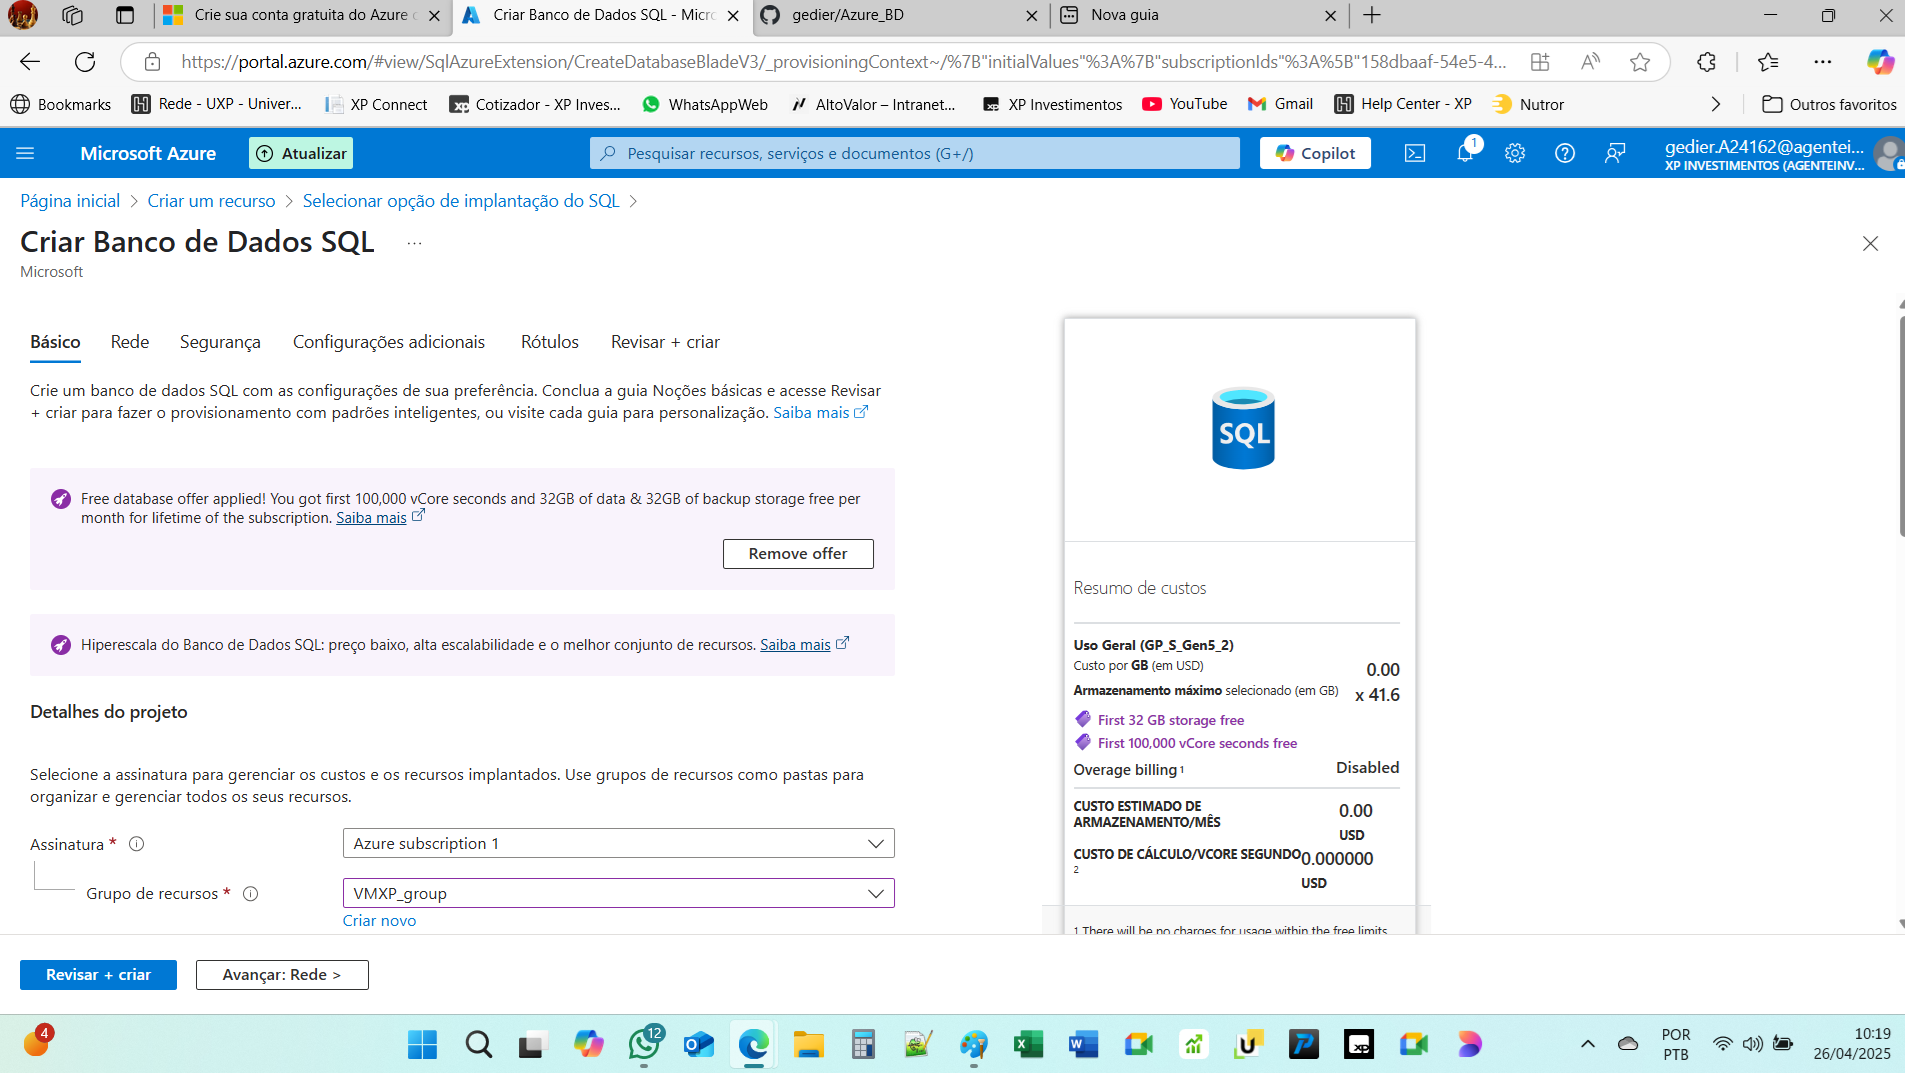 Crie sua conta gratuita do Azure
Criar Banco de Dados SQL - Micro
gedier/Azure_BD
Nova guia
https://portal.azure.com/#view/SqlAzureExtension/CreateDatabaseBladeV3/_provisioningContext~/%7B"initialValues"%3A%7B"subscriptionIds"%3A%5B"158dbaaf-54e5-4...
Bookmarks
Rede - UXP - Univer...
XP Connect
Cotizador - XP Inves...
WhatsAppWeb
AltoValor – Intranet...
XP Investimentos
YouTube
Gmail
Help Center - XP
Nutror
Outros favoritos
Microsoft Azure
Atualizar
Pesquisar recursos, serviços e documentos (G+/)
Copilot
1
gedier.A24162@agentei...
XP INVESTIMENTOS (AGENTEINV...
Página inicial > Criar um recurso > Selecionar opção de implantação do SQL >
Criar Banco de Dados SQL ...
Microsoft
Básico
Rede
Segurança
Configurações adicionais
Rótulos
Revisar + criar
Crie um banco de dados SQL com as configurações de sua preferência. Conclua a guia Noções básicas e acesse Revisar
+ criar para fazer o provisionamento com padrões inteligentes, ou visite cada guia para personalização. Saiba mais
Free database offer applied! You got first 100,000 vCore seconds and 32GB of data & 32GB of backup storage free per
month for lifetime of the subscription. Saiba mais
Remove offer
Hiperescala do Banco de Dados SQL: preço baixo, alta escalabilidade e o melhor conjunto de recursos. Saiba mais
Detalhes do projeto
Selecione a assinatura para gerenciar os custos e os recursos implantados. Use grupos de recursos como pastas para
organizar e gerenciar todos os seus recursos.
Assinatura *
Azure subscription 1
Grupo de recursos *
VMXP_group
Criar novo
SQL
Resumo de custos
Uso Geral (GP_S_Gen5_2)
Custo por GB (em USD)
0.00
Armazenamento máximo selecionado (em GB)
x 41.6
First 32 GB storage free
First 100,000 vCore seconds free
Overage billing 1
Disabled
CUSTO ESTIMADO DE
ARMAZENAMENTO/MÊS
0.00
USD
CUSTO DE CÁLCULO/VCORE SEGUNDO
2
0.000000
USD
1 There will be no charges for usage within the free limits
Revisar + criar
Avançar: Rede >
4
12
POR
PTB
10:19
26/04/2025